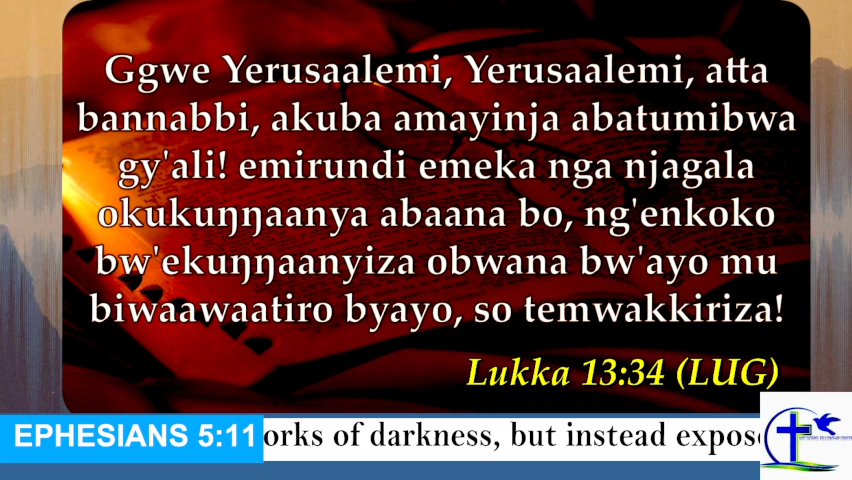 Ggwe Yerusaalemi, Yerusaalemi, atta
bannabbi, akuba amayinja abatumibwa
gy'ali! emirundi emeka nga njagala
okukuŋŋaanya abaana bo, ng'enkoko
bw'ekuŋŋaanyiza obwana bw'ayo mu
biwaawaatiro byayo, so temwakkiriza!
Lukka 13:34 (LUG)
EPHESIANS 5:11 orks of darkness, but instead expos